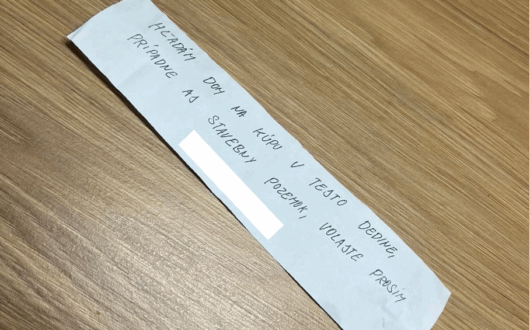 HĽADÁM DOM NA KÚPU V TEJTO DEDINE,
PRÍPADNE AJ STAVEBNÝ POZEMOK, VOLAJTE PROSÍM